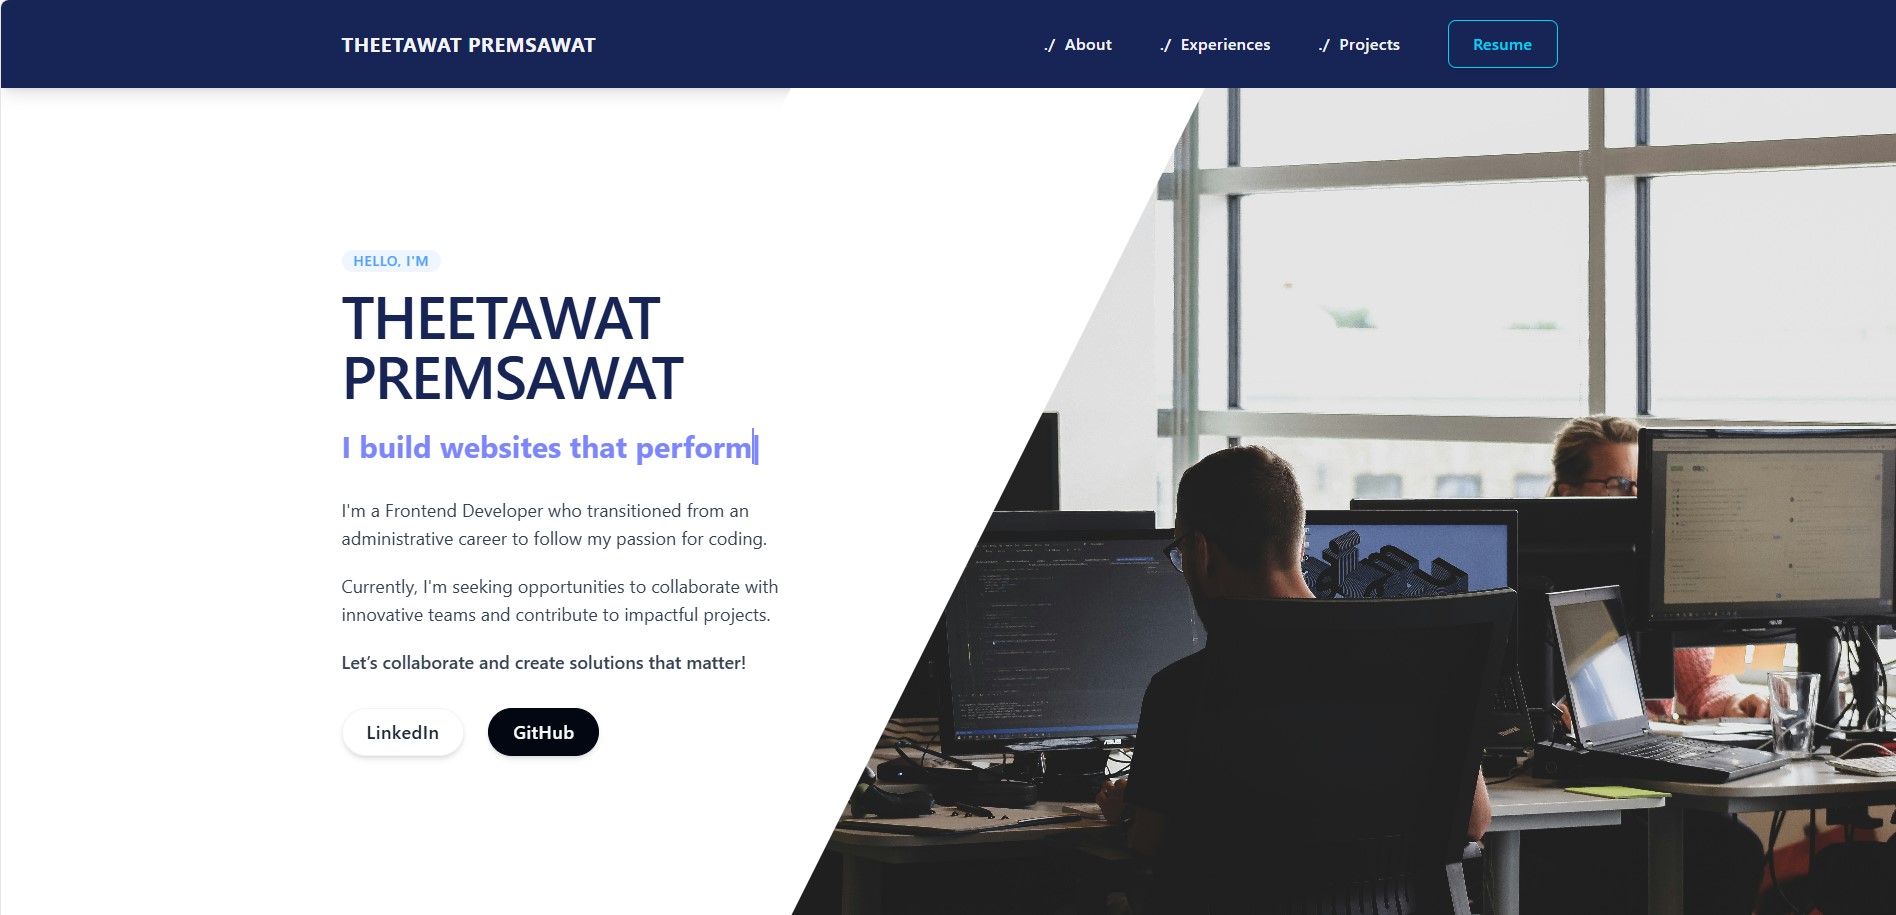 THEETAWAT PREMSAWAT
./ About ./ Experiences ./ Projects Resume
HELLO, I'M
THEETAWAT
PREMSAWAT
I build websites that perform
I'm a Frontend Developer who transitioned from an
administrative career to follow my passion for coding.
Currently, I'm seeking opportunities to collaborate with
innovative teams and contribute to impactful projects.
Let’s collaborate and create solutions that matter!
LinkedIn GitHub